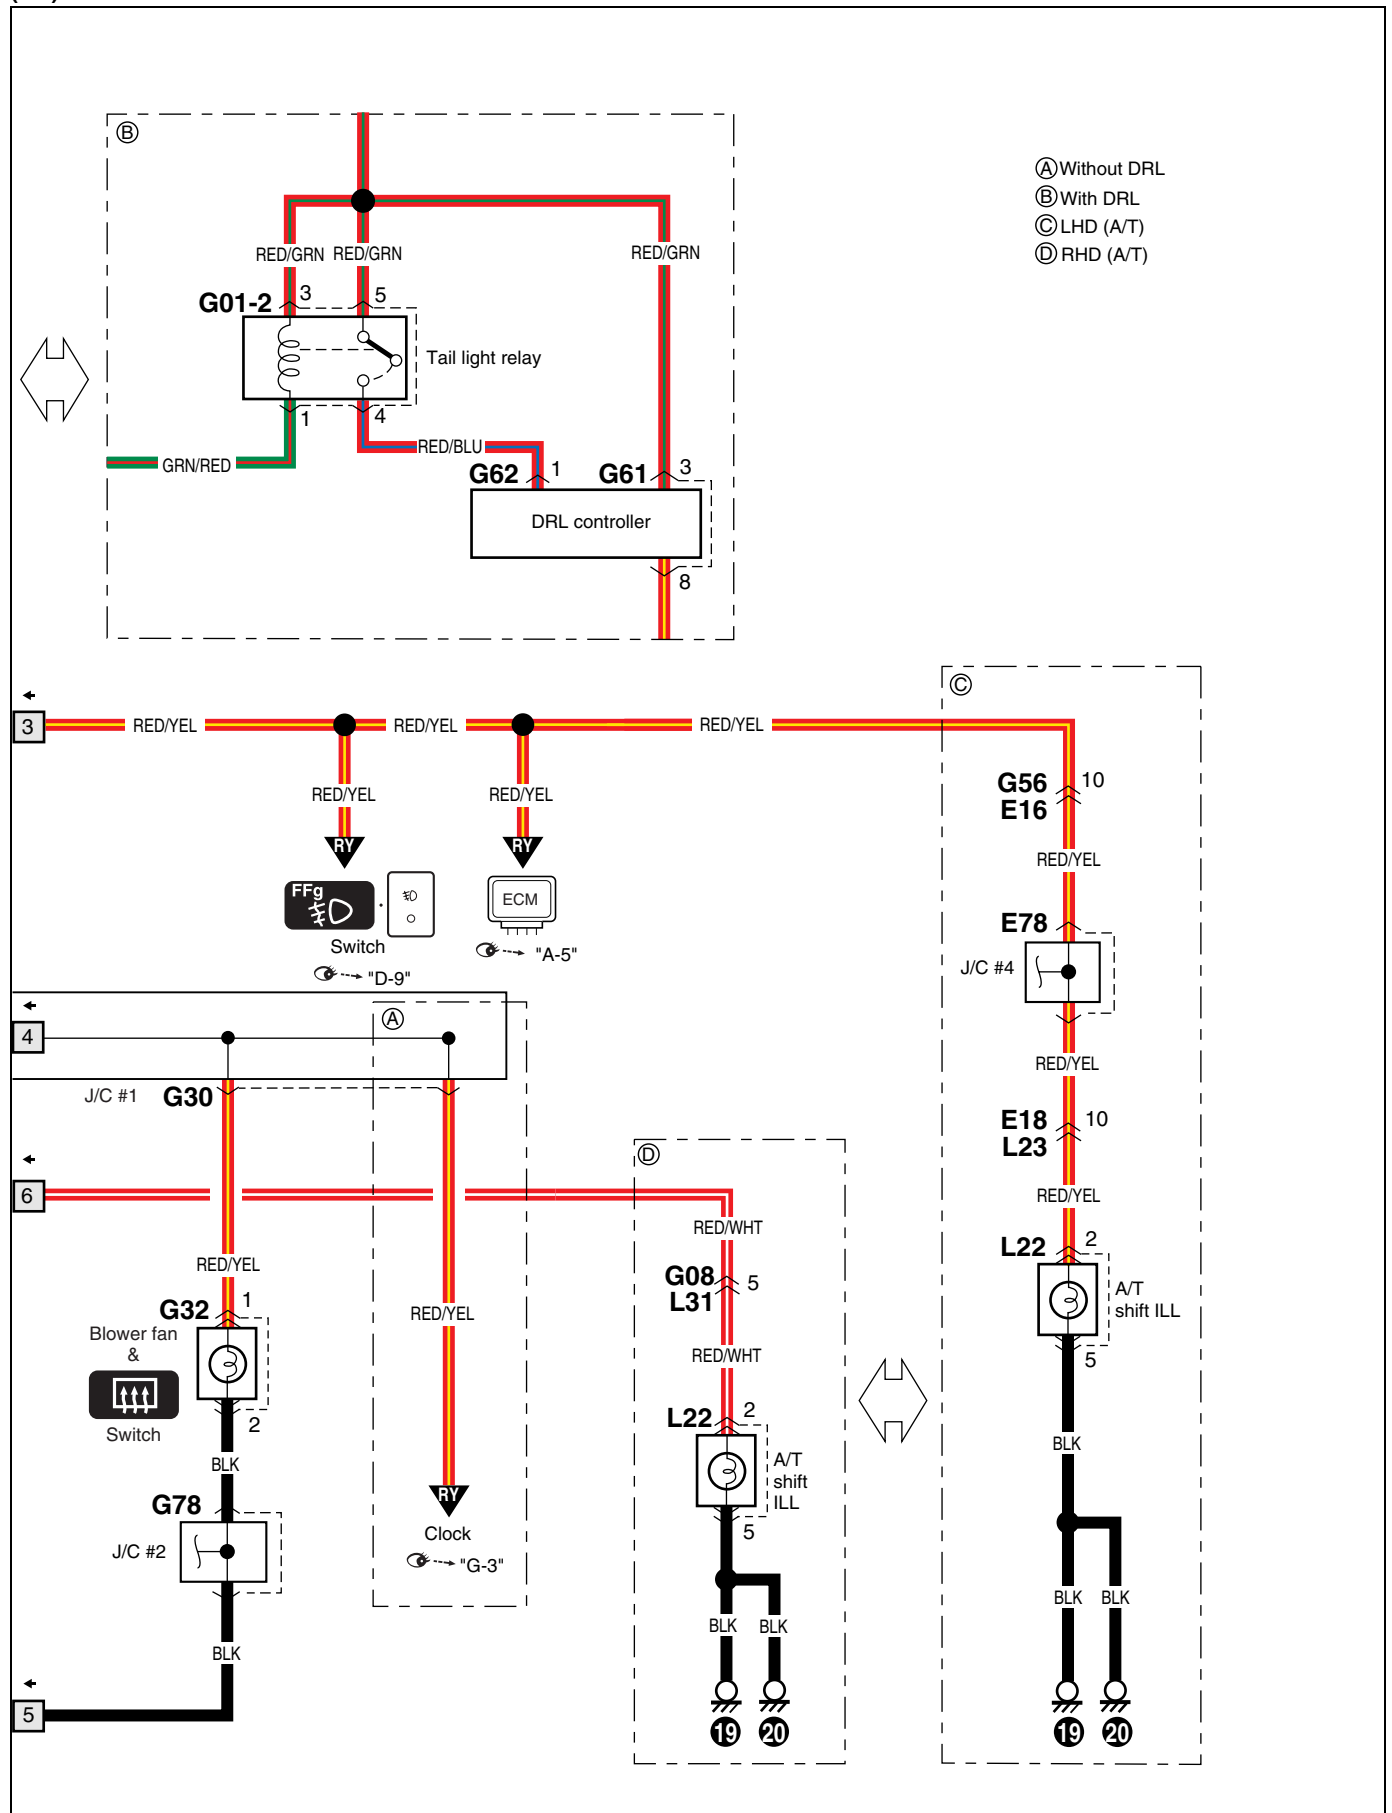 B
A Without DRL
B With DRL
C LHD (A/T)
D RHD (A/T)
RED/GRN RED/GRN RED/GRN
G01-2 3 5
Tail light relay
1 4
RED/BLU
GRN/RED
G62 1 G61 3
DRL controller
8
C
3 RED/YEL RED/YEL RED/YEL
G56 10
E16
RED/YEL RED/YEL
RY RY
RED/YEL
FFg
ECM
E78
Switch
"A-5"
J/C #4
"D-9"
A
4
RED/YEL
J/C #1 G30
E18 10
L23
D
6
RED/YEL
RED/WHT
L22 2
RED/YEL
G08 5
L31
G32 1
A/T
shift ILL
RED/YEL
Blower fan
&
RED/WHT
5
L22 2
2
Switch
BLK
A/T
shift
ILL
BLK
RY
G78
5
Clock
J/C #2
"G-3"
BLK BLK
BLK BLK
BLK
5
19 20 19 20